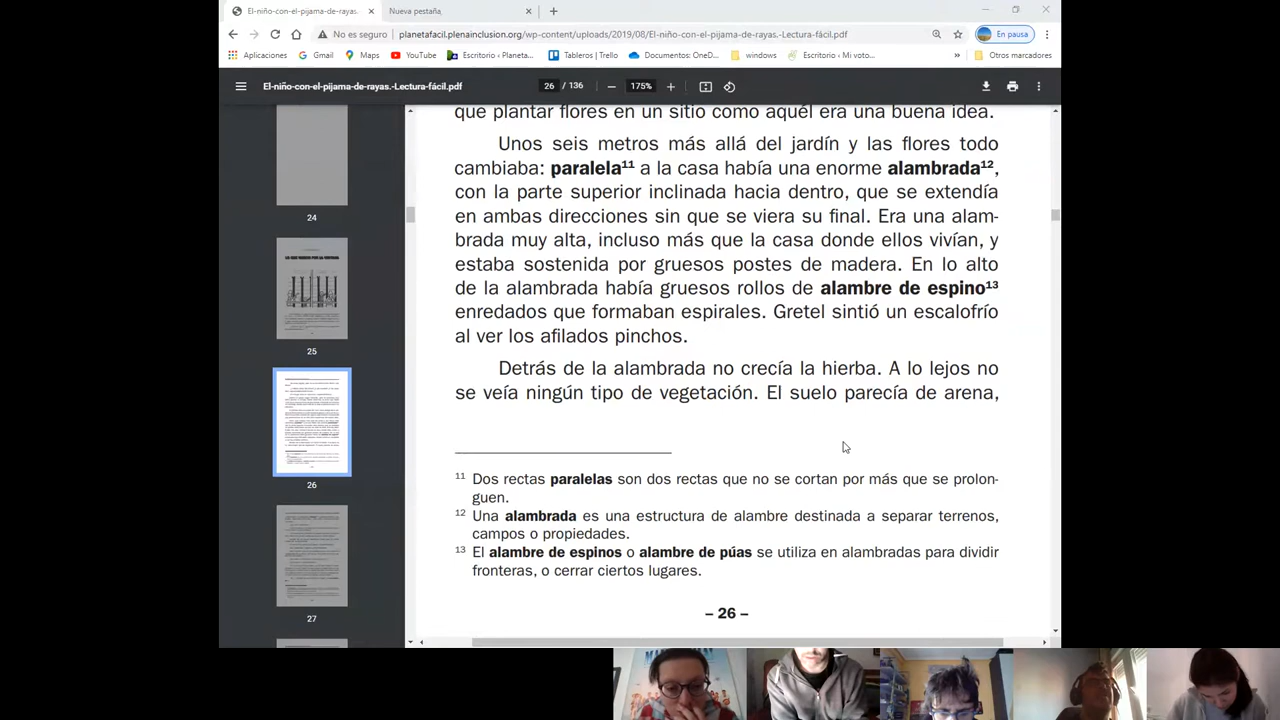 El-niño-con-el-pijama-de-rayas.
Nueva pestaña
No es seguro
planetafacil.plenainclusion.org/wp-content/uploads/2019/08/El-niño-con-el-pijama-de-rayas.-Lectura-fácil.pdf
En pausa
Aplicaciones
Gmail
Maps
YouTube
Escritorio < Planeta...
Tableros | Trello
Documentos: OneD...
windows
Escritorio < Mi voto...
»
Otros marcadores
El-niño-con-el-pijama-de-rayas.-Lectura-fácil.pdf
26 / 136
175%
24
25
26
27
que plantar flores en un sitio como aquél era una buena idea.
Unos seis metros más allá del jardín y las flores todo
cambiaba: paralela¹¹ a la casa había una enorme alambrada¹²,
con la parte superior inclinada hacia dentro, que se extendía
en ambas direcciones sin que se viera su final. Era una alam-
brada muy alta, incluso más que la casa donde ellos vivían, y
estaba sostenida por gruesos postes de madera. En lo alto
de la alambrada había gruesos rollos de alambre de espino¹³
enredados que formaban espirales. Gretel sintió un escalofrío
al ver los afilados pinchos.
Detrás de la alambrada no crecía la hierba. A lo lejos no
se veía ningún tipo de vegetación. El suelo parecía de arena,
¹¹ Dos rectas paralelas son dos rectas que no se cortan por más que se prolon-
guen.
¹² Una alambrada es una estructura de alambre destinada a separar terrenos,
campos o propiedades.
¹³ El alambre de espino o alambre de púas se utiliza en alambradas para dividir
fronteras, o cerrar ciertos lugares.
– 26 –